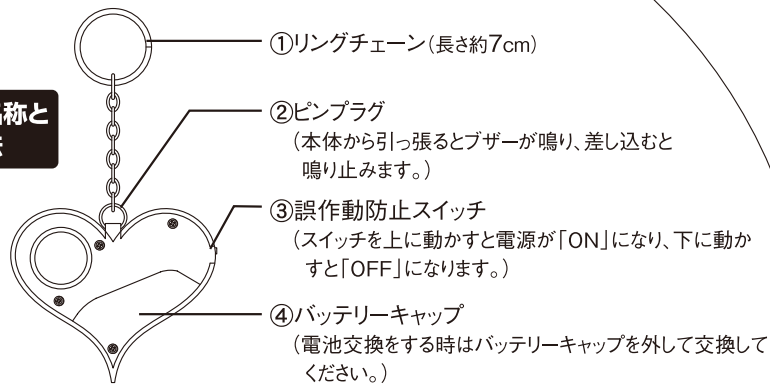 ①リングチェーン(長さ約7cm)
称と
②ピンプラグ
(本体から引っ張るとブザーが鳴り、差し込むと
鳴り止みます。)
③誤作動防止スイッチ
(スイッチを上に動かすと電源が「ON」になり、下に動か
すと「OFF」になります。)
④バッテリーキャップ
(電池交換をする時はバッテリーキャップを外して交換して
ください。)